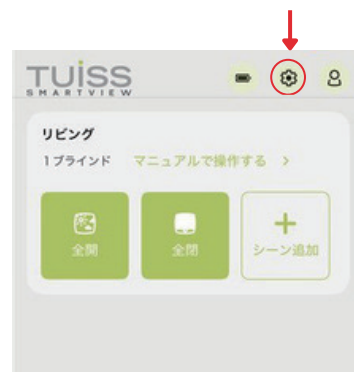 TUISS
SMARTVIEW
リビング
1ブラインド マニュアルで操作する >
全開 全閉 シーン追加